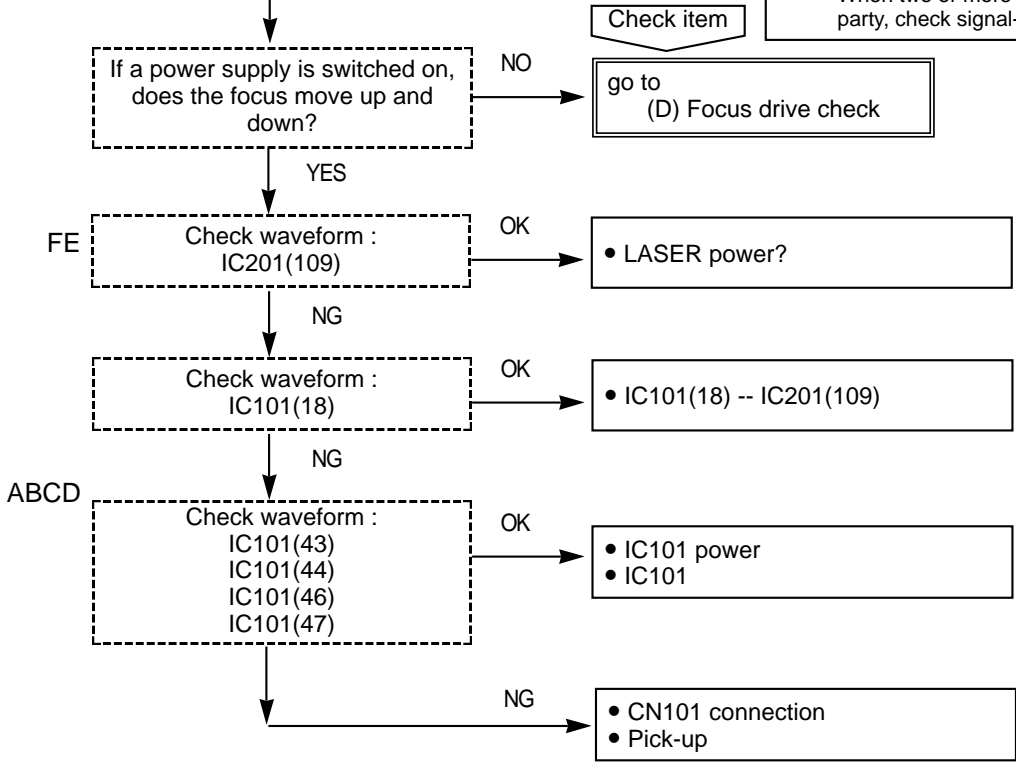 When two or more
party, check signal-
Check item
If a power supply is switched on,
does the focus move up and
down?
NO
go to
(D) Focus drive check
YES
FE
Check waveform :
IC201(109)
OK
• LASER power?
NG
Check waveform :
IC101(18)
OK
• IC101(18) -- IC201(109)
NG
ABCD
Check waveform :
IC101(43)
IC101(44)
IC101(46)
IC101(47)
OK
• IC101 power
• IC101
NG
• CN101 connection
• Pick-up